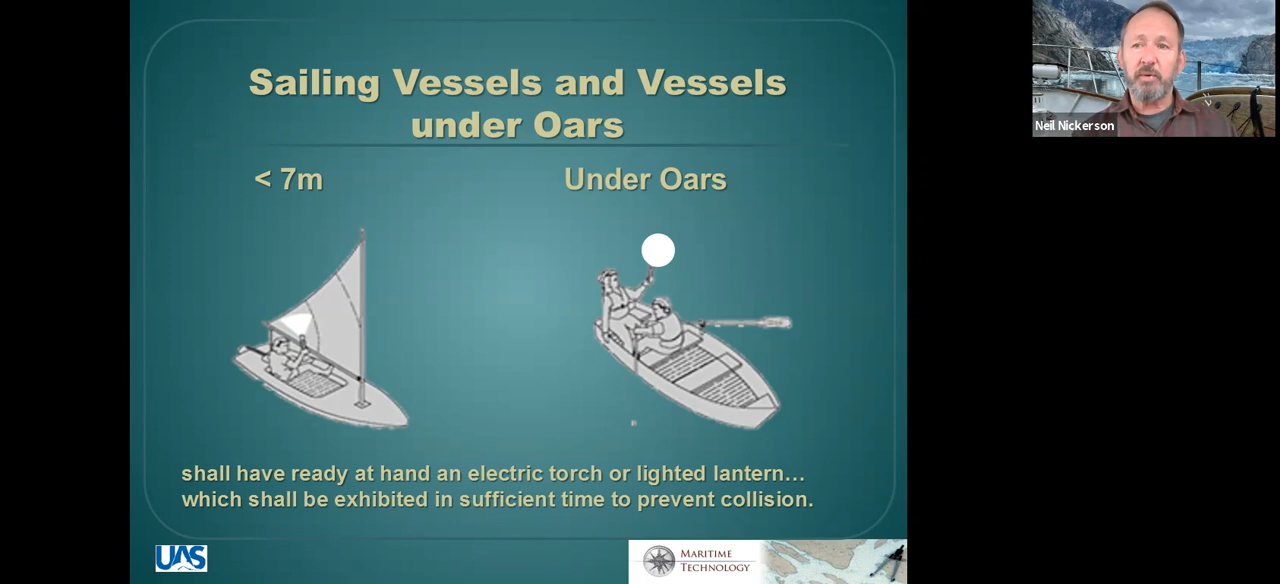 Sailing Vessels and Vessels
under Oars
< 7m
Under Oars
shall have ready at hand an electric torch or lighted lantern…
which shall be exhibited in sufficient time to prevent collision.
UAS
MARITIME
TECHNOLOGY
Neil Nickerson